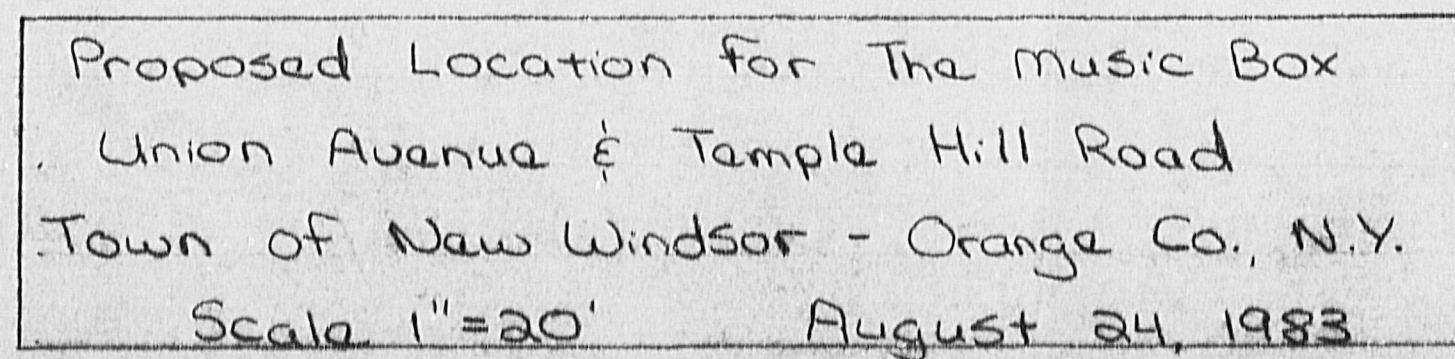 Proposed Location for The Music Box
Union Avenue & Temple Hill Road
Town of New Windsor - Orange Co., N.Y.
Scale 1"=20' August 24, 1983